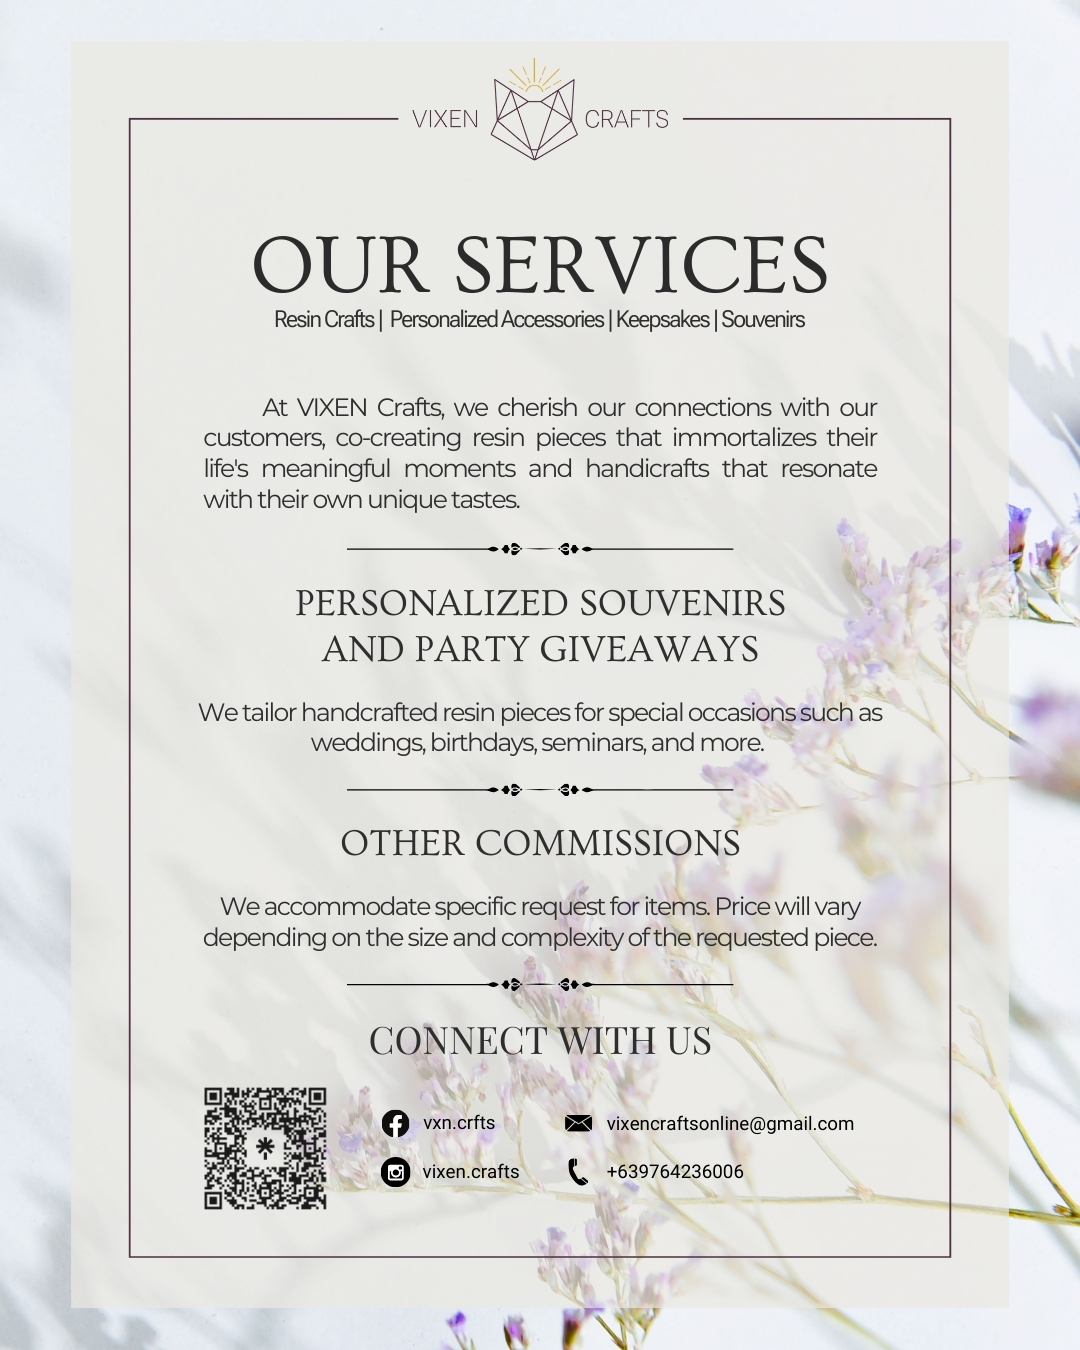 VIXEN CRAFTS
OUR SERVICES
Resin Crafts | Personalized Accessories | Keepsakes | Souvenirs
At VIXEN Crafts, we cherish our connections with our
customers, co-creating resin pieces that immortalizes their
life's meaningful moments and handicrafts that resonate
with their own unique tastes.
PERSONALIZED SOUVENIRS
AND PARTY GIVEAWAYS
We tailor handcrafted resin pieces for special occasions such as
weddings, birthdays, seminars, and more.
OTHER COMMISSIONS
We accommodate specific request for items. Price will vary
depending on the size and complexity of the requested piece.
CONNECT WITH US
vxn.crfts
vixencraftsonline@gmail.com
vixen.crafts
+639764236006